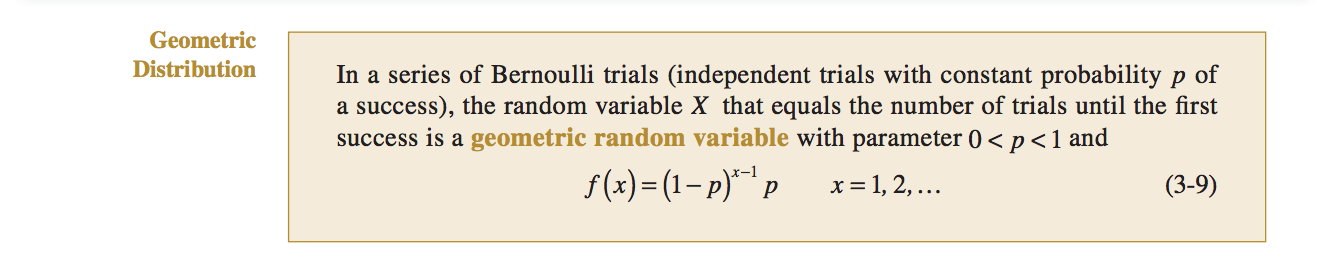 Geometric
Distribution
In a series of Bernoulli trials (independent trials with constant probability p of
a success), the random variable X that equals the number of trials until the first
success is a geometric random variable with parameter 0 < p < 1 and
f(x) = (1 − p)^{x−1} p x = 1, 2, … (3-9)